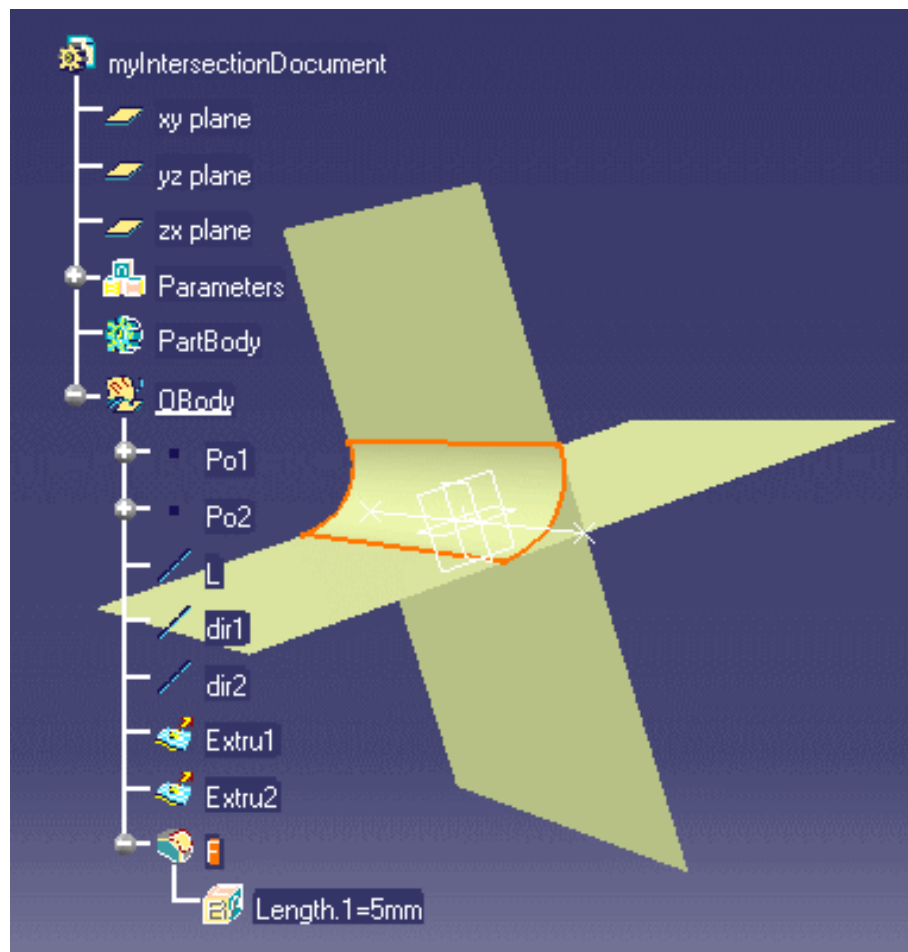 myIntersectionDocument
xy plane
yz plane
zx plane
Parameters
PartBody
OBody
Po1
Po2
L
dir1
dir2
Extru1
Extru2
F
Length.1=5mm